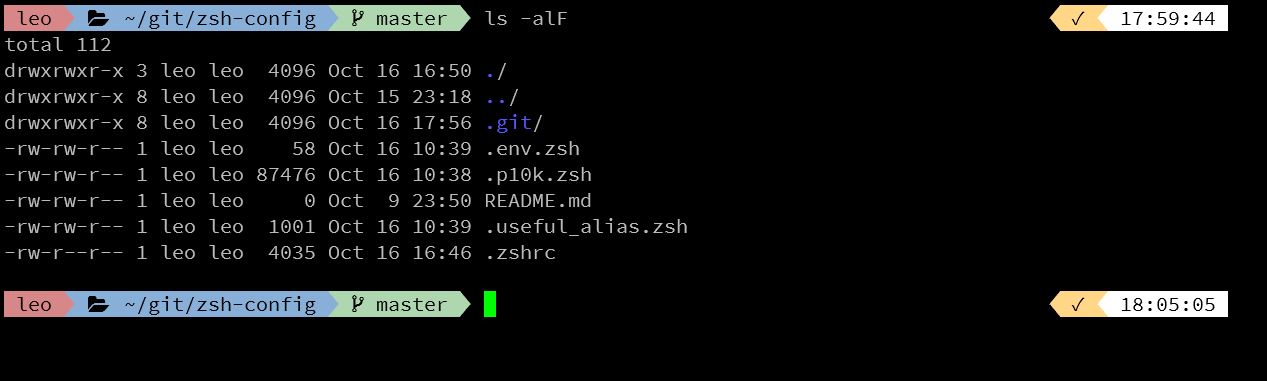 leo ~/git/zsh-config master ls -alF ✓ 17:59:44
total 112
drwxrwxr-x 3 leo leo  4096 Oct 16 16:50 ./
drwxrwxr-x 8 leo leo  4096 Oct 15 23:18 ../
drwxrwxr-x 8 leo leo  4096 Oct 16 17:56 .git/
-rw-rw-r-- 1 leo leo    58 Oct 16 10:39 .env.zsh
-rw-rw-r-- 1 leo leo 87476 Oct 16 10:38 .p10k.zsh
-rw-rw-r-- 1 leo leo     0 Oct  9 23:50 README.md
-rw-rw-r-- 1 leo leo  1001 Oct 16 10:39 .useful_alias.zsh
-rw-r--r-- 1 leo leo  4035 Oct 16 16:46 .zshrc
leo ~/git/zsh-config master ✓ 18:05:05